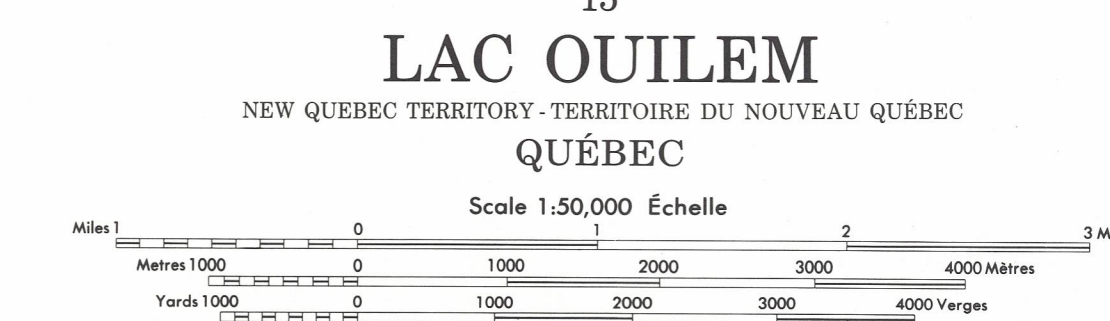 LAC OUILEM
NEW QUEBEC TERRITORY - TERRITOIRE DU NOUVEAU QUÉBEC
QUÉBEC
Scale 1:50,000 Échelle
Miles 1 0 1 2 3
Metres 1000 0 1000 2000 3000 4000 Mètres
Yards 1000 0 1000 2000 3000 4000 Verges